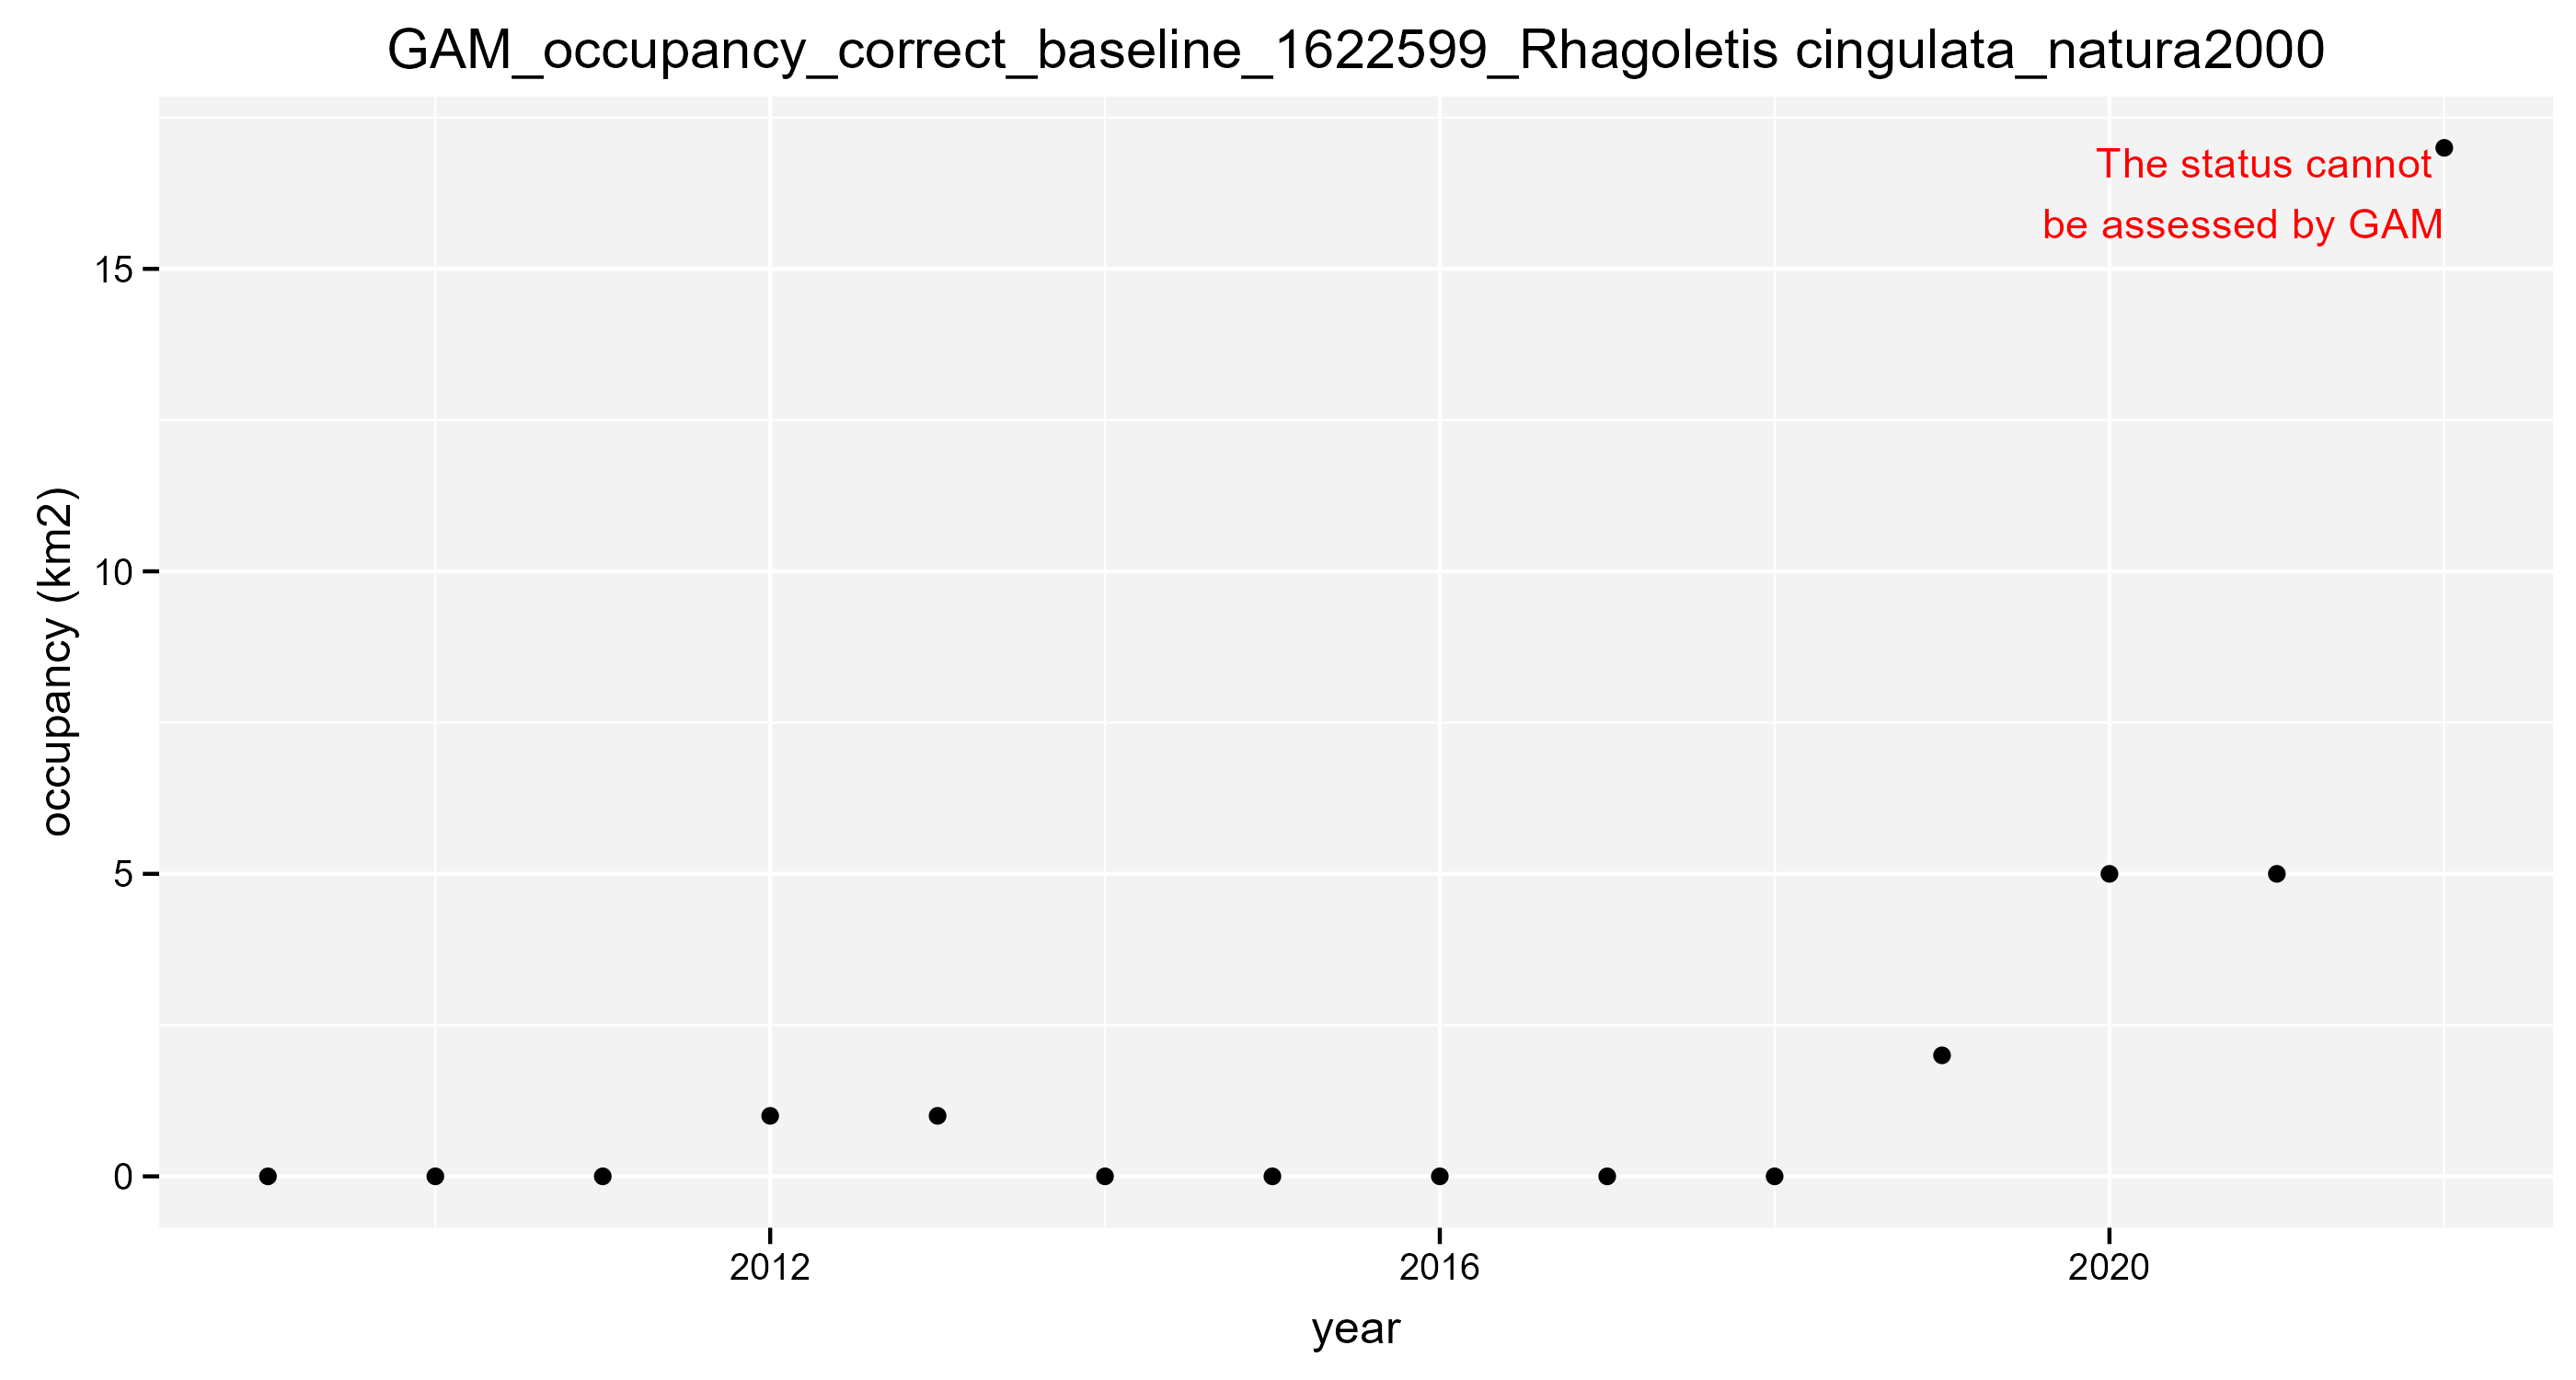 GAM_occupancy_correct_baseline_1622599_Rhagoletis cingulata_natura2000
The status cannot
be assessed by GAM
occupancy (km2)
15
10
5
0
2012 2016 2020
year